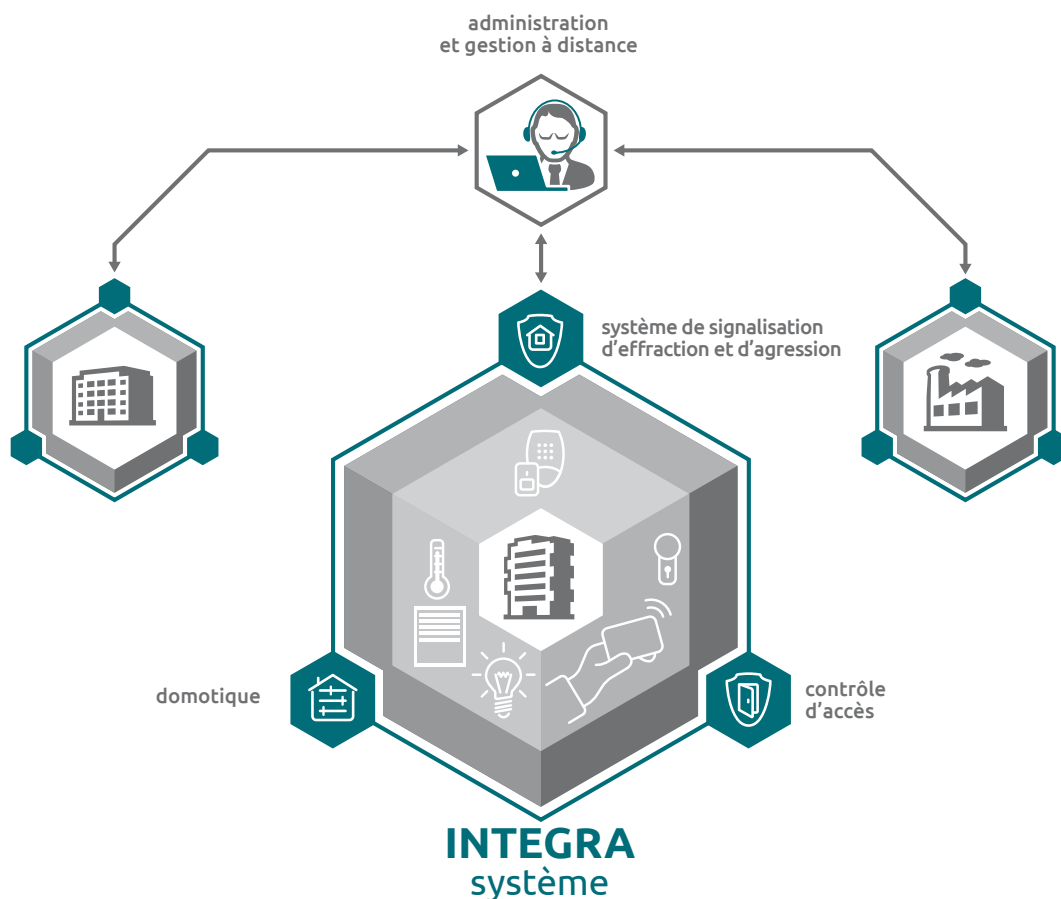 administration
et gestion à distance
système de signalisation
d'effraction et d'agression
domotique
contrôle
d'accès
INTEGRA
système